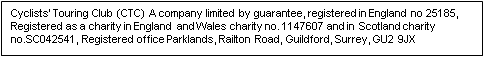 Cyclists' Touring Club (CTC) A company limited by guarantee, registered in England no 25185,
Registered as a charity in England and Wales charity no. 1147607 and in Scotland charity
no.SC042541, Registered office Parklands, Railton Road, Guildford, Surrey, GU2 9JX